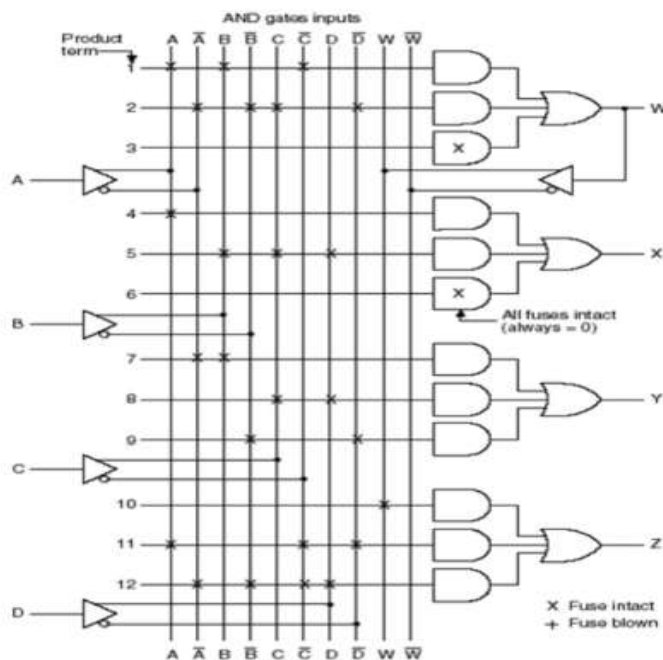 AND gates inputs
Product
term
A A̅ B B̅ C C̅ D D̅ W W̅
1
2
W
3
A
4
5
X
6
All fuses intact
(always = 0)
B
7
8
Y
9
C
10
11
Z
12
D
X Fuse intact
+ Fuse blown
A A̅ B B̅ C C̅ D D̅ W W̅